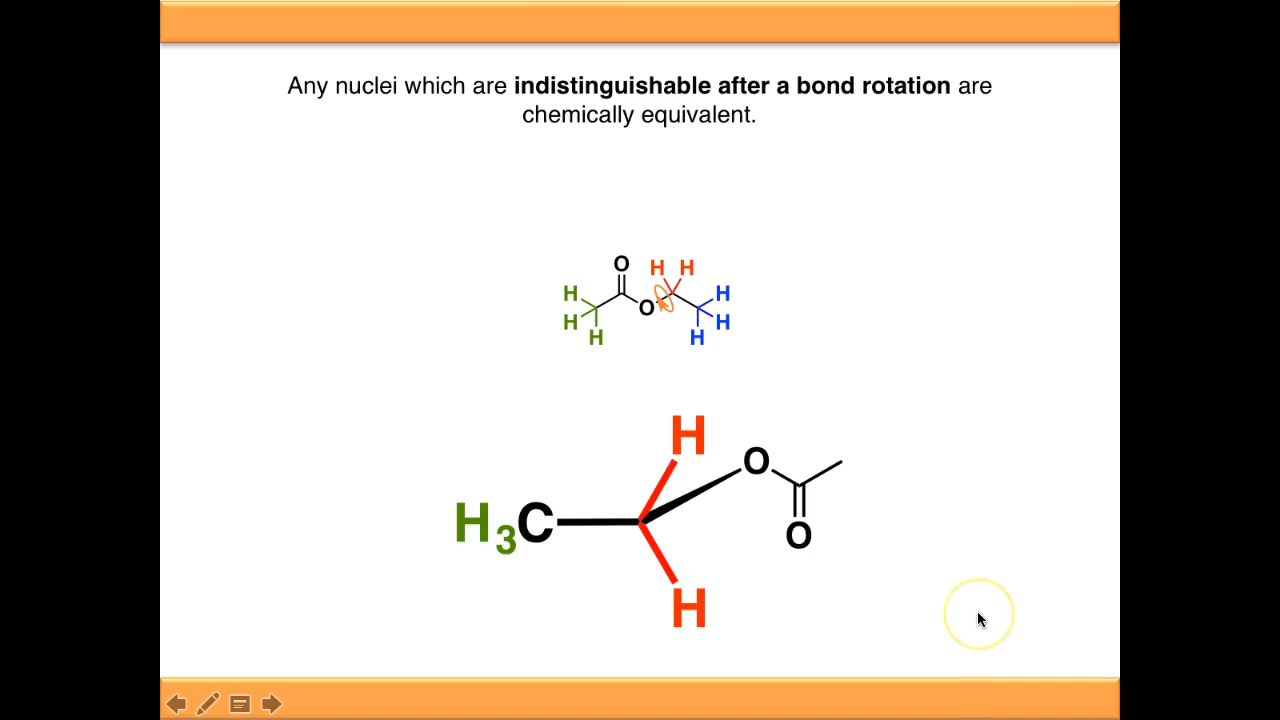 Any nuclei which are indistinguishable after a bond rotation are
chemically equivalent.
O
H H
H H
O
H H
H H
H
O
H₃C
O
H